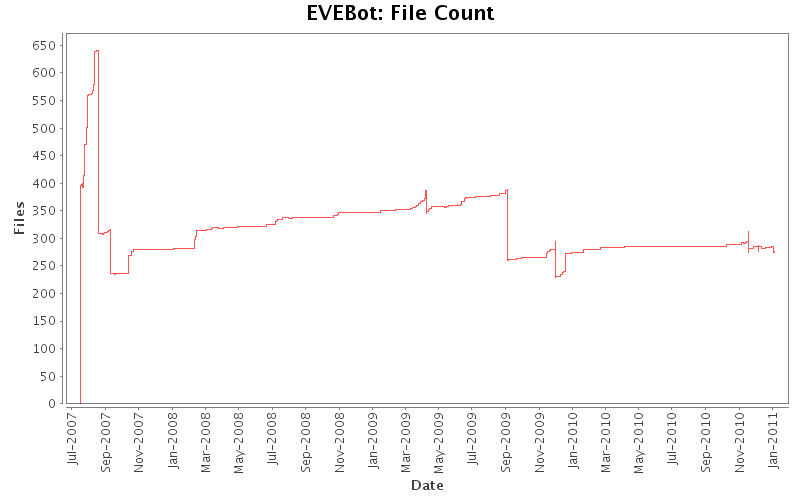 EVEBot: File Count
Files
650
600
550
500
450
400
350
300
250
200
150
100
50
0
Jul-2007
Sep-2007
Nov-2007
Jan-2008
Mar-2008
May-2008
Jul-2008
Sep-2008
Nov-2008
Jan-2009
Mar-2009
May-2009
Jul-2009
Sep-2009
Nov-2009
Jan-2010
Mar-2010
May-2010
Jul-2010
Sep-2010
Nov-2010
Jan-2011
Date